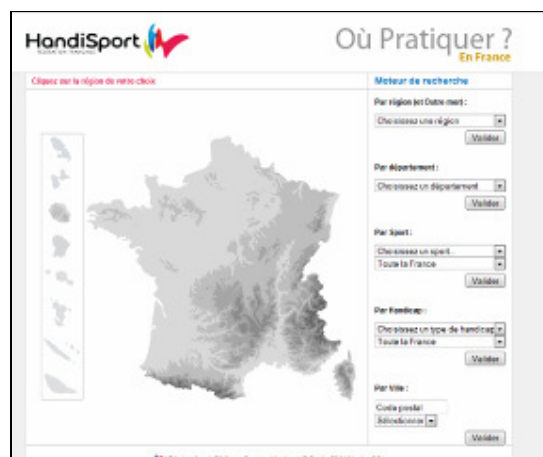 HandiSport
Où Pratiquer ?
En France
Cliquez sur la région de votre choix
Moteur de recherche
Par région (et Outre mer) :
Choisissez une région
Valider
Par département :
Choisissez un département
Valider
Par Sport :
Choisissez un sport...
Toute la France
Valider
Par Handicap :
Choisissez un type de handicap
Toute la France
Valider
Par Ville :
Code postal
Sélectionner
Valider